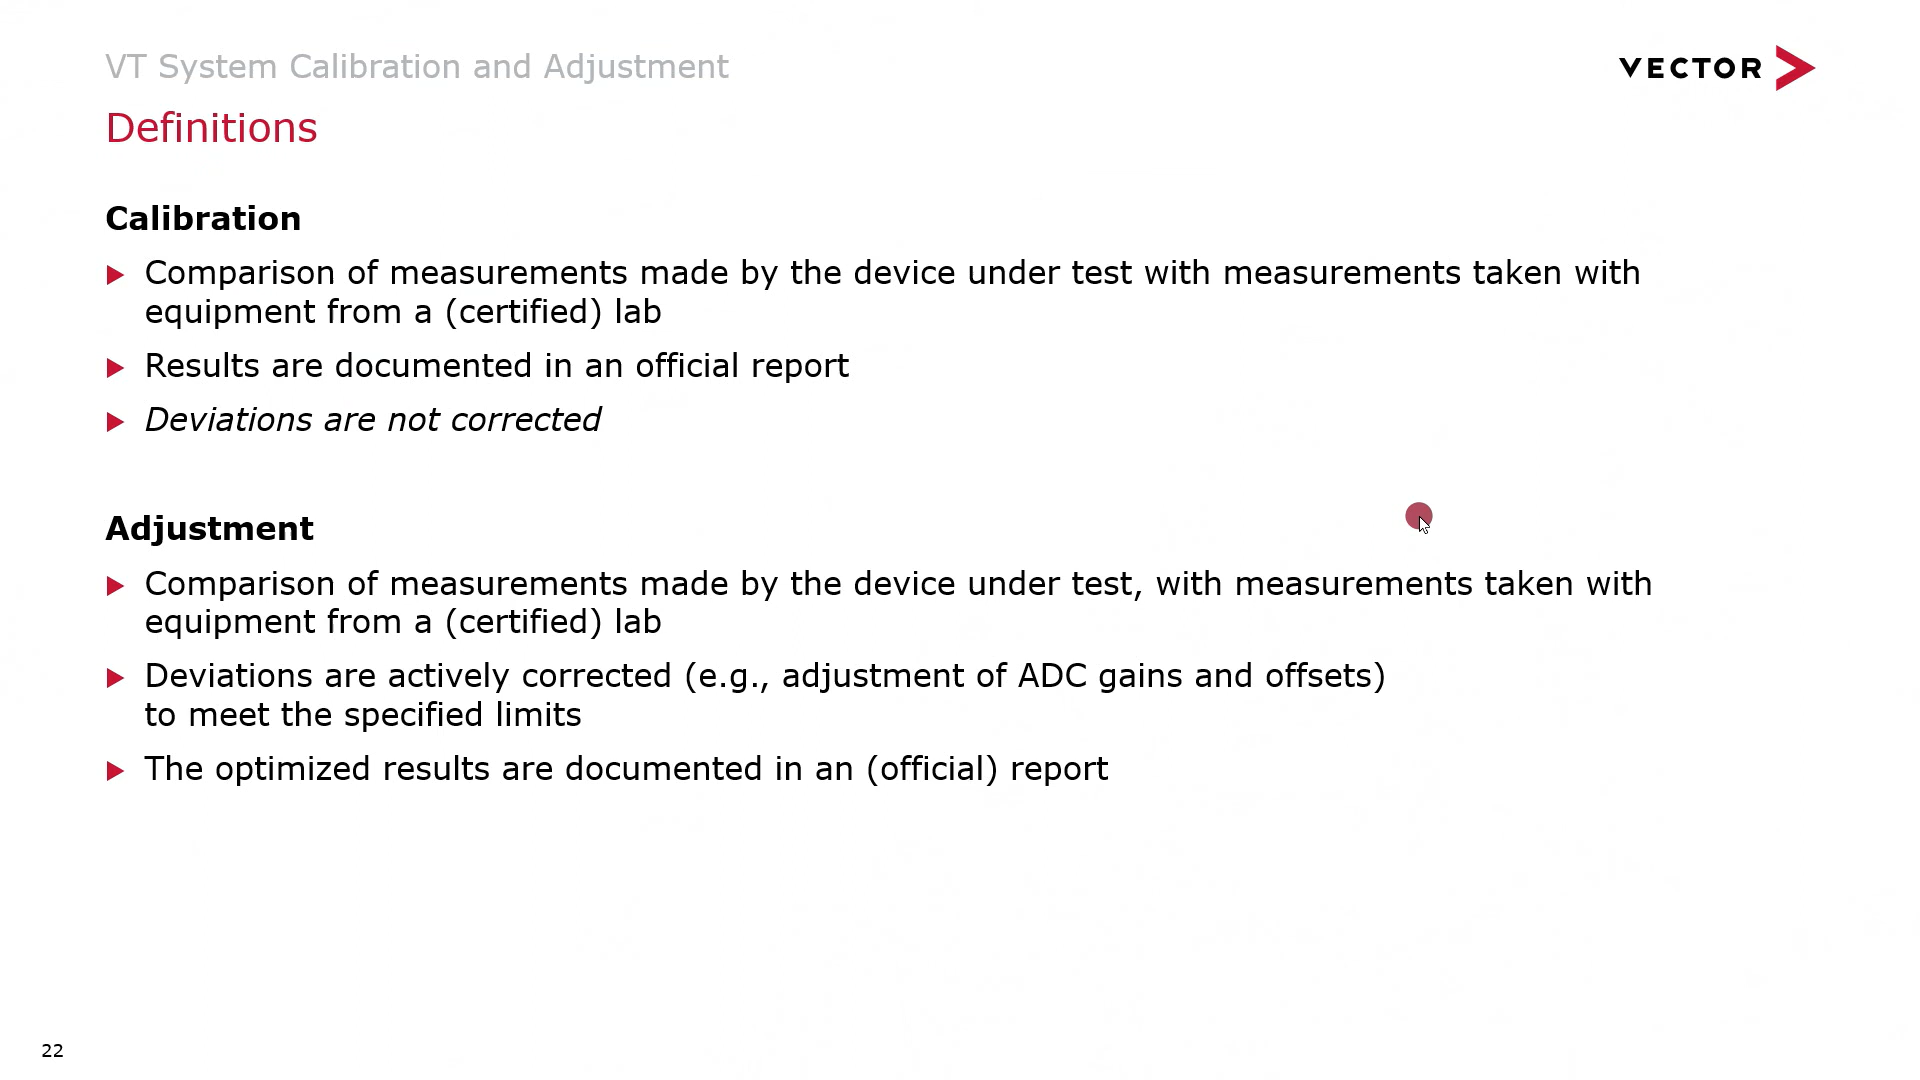 VT System Calibration and Adjustment
VECTOR
Definitions
Calibration
Comparison of measurements made by the device under test with measurements taken with
equipment from a (certified) lab
Results are documented in an official report
Deviations are not corrected
Adjustment
Comparison of measurements made by the device under test, with measurements taken with
equipment from a (certified) lab
Deviations are actively corrected (e.g., adjustment of ADC gains and offsets)
to meet the specified limits
The optimized results are documented in an (official) report
22